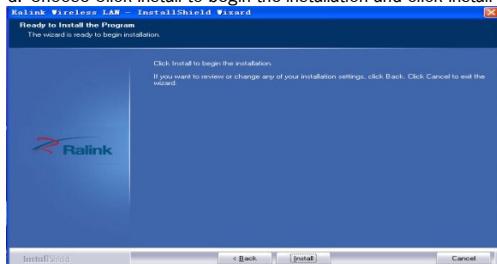 d. Choose click install to begin the installation and click install
Ralink Wireless LAN - InstallShield Wizard
Ready to Install the Program
The wizard is ready to begin installation.
Click Install to begin the installation.
If you want to review or change any of your installation settings, click Back. Click Cancel to exit the
wizard.
Ralink
InstallShield
< Back
Install
Cancel